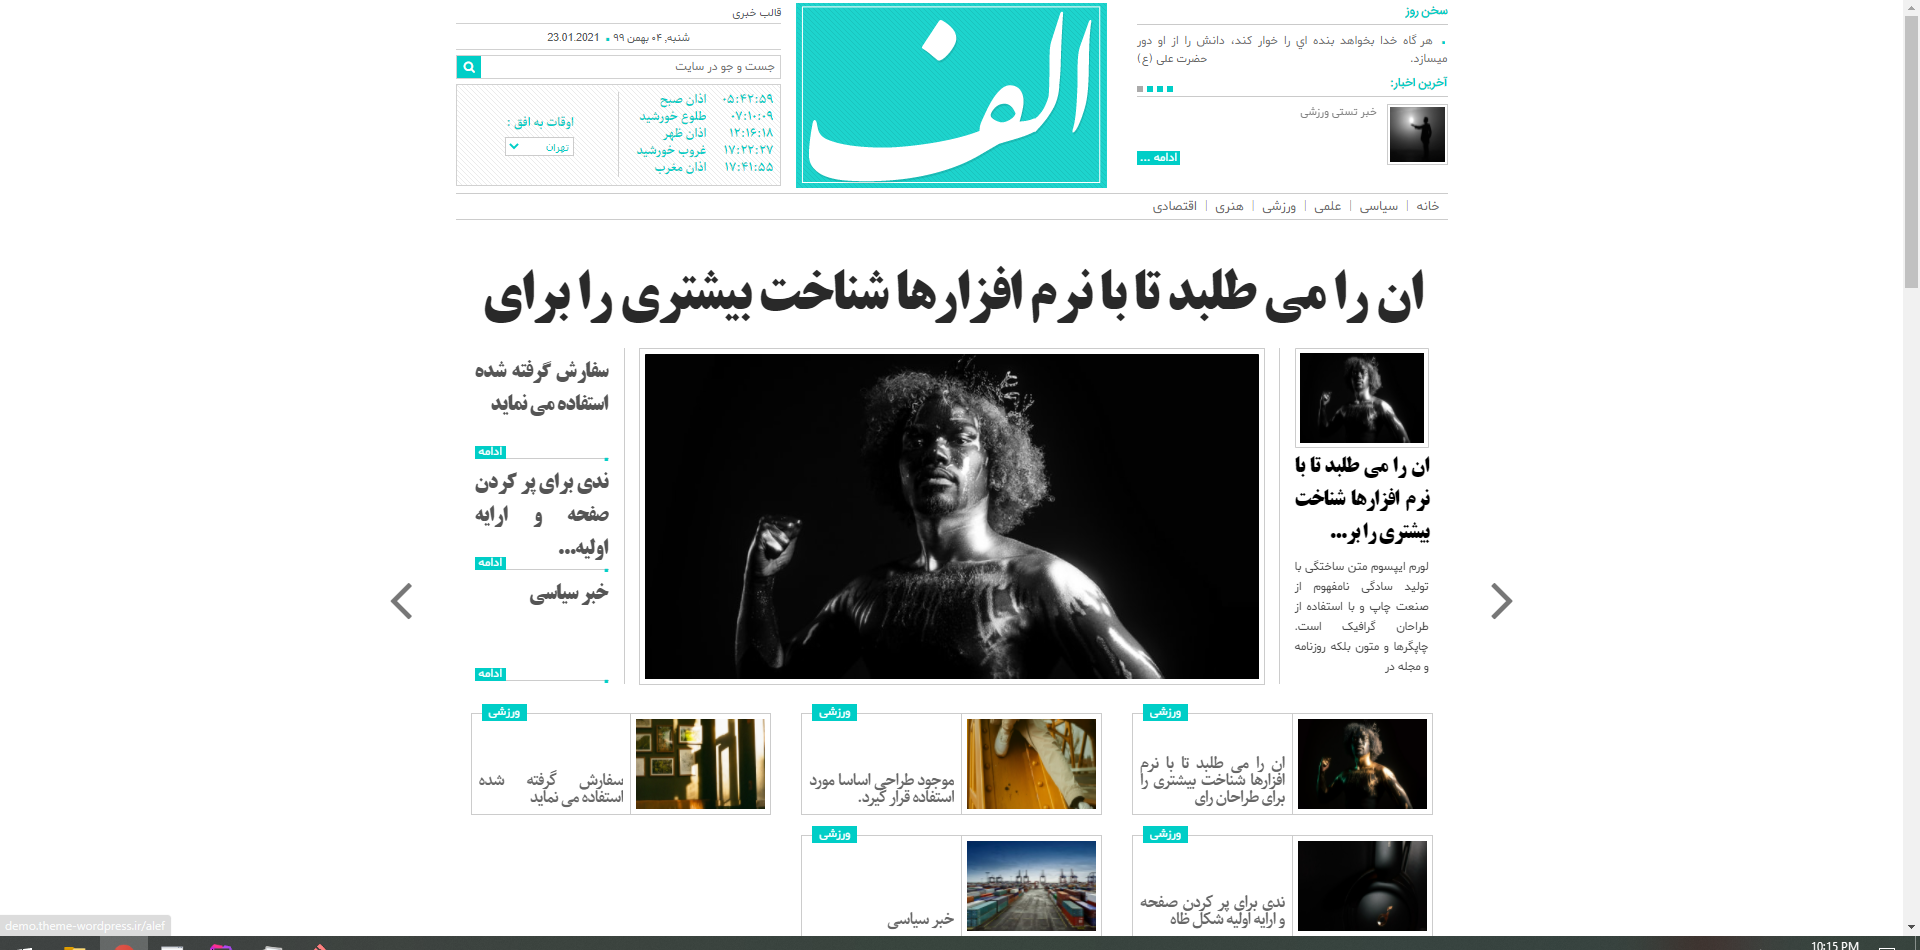 سخن روز
هر گاه خدا بخواهد بنده اي را خوار كند، دانش را از او دور ميسازد.
حضرت علی (ع)
آخرین اخبار:
خبر تستی ورزشی
ادامه ...
الف
قالب خبری
شنبه, ۰۴ بهمن ۹۹ 23.01.2021
جست و جو در سایت
۰۵:۴۲:۵۹ اذان صبح
۰۷:۱۰:۰۹ طلوع خورشید
۱۲:۱۶:۱۸ اذان ظهر
۱۷:۲۲:۲۷ غروب خورشید
۱۷:۴۱:۵۵ اذان مغرب
اوقات به افق :
تهران
خانه | سیاسی | علمی | ورزشی | هنری | اقتصادی
ان را می طلبد تا با نرم افزارها شناخت بیشتری را برای
ان را می طلبد تا با
نرم افزارها شناخت
بیشتری را بر...
لورم ایپسوم متن ساختگی با
تولید سادگی نامفهوم از
صنعت چاپ و با استفاده از
طراحان گرافیک است.
چاپگرها و متون بلکه روزنامه
و مجله در
سفارش گرفته شده
استفاده می نماید
ادامه
ندی برای پر کردن
صفحه و ارایه
اولیه...
ادامه
خبر سیاسی
ادامه
ورزشی
ان را می طلبد تا با نرم
افزارها شناخت بیشتری را
برای طراحان رای
ورزشی
موجود طراحی اساسا مورد
استفاده قرار گیرد.
ورزشی
سفارش گرفته شده
استفاده می نماید
ورزشی
ندی برای پر کردن صفحه
و ارایه اولیه شکل ظاه
ورزشی
خبر سیاسی
demo.theme-wordpress.ir/alef
10:15 PM